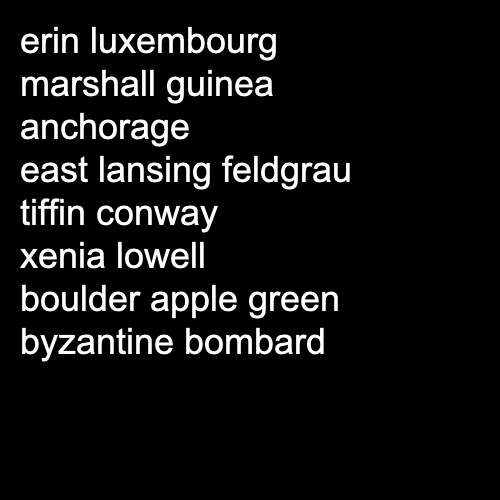 erin luxembourg
marshall guinea
anchorage
east lansing feldgrau
tiffin conway
xenia lowell
boulder apple green
byzantine bombard